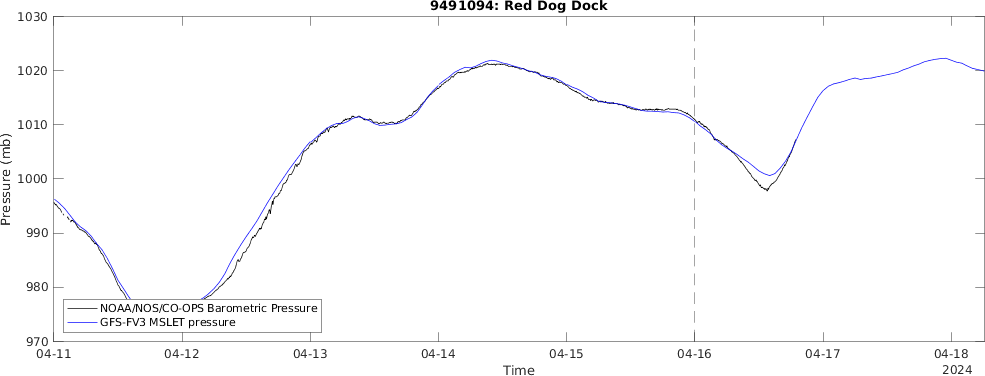 9491094: Red Dog Dock
1030
1020
1010
1000
990
980
970
Pressure (mb)
NOAA/NOS/CO-OPS Barometric Pressure
GFS-FV3 MSLET pressure
04-11 04-12 04-13 04-14 04-15 04-16 04-17 04-18
Time
2024